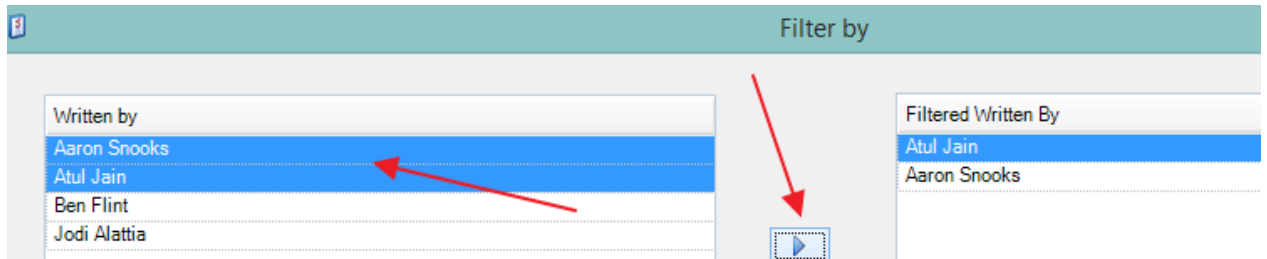 Filter by
Written by
Aaron Snooks
Atul Jain
Ben Flint
Jodi Alattia
Filtered Written By
Atul Jain
Aaron Snooks